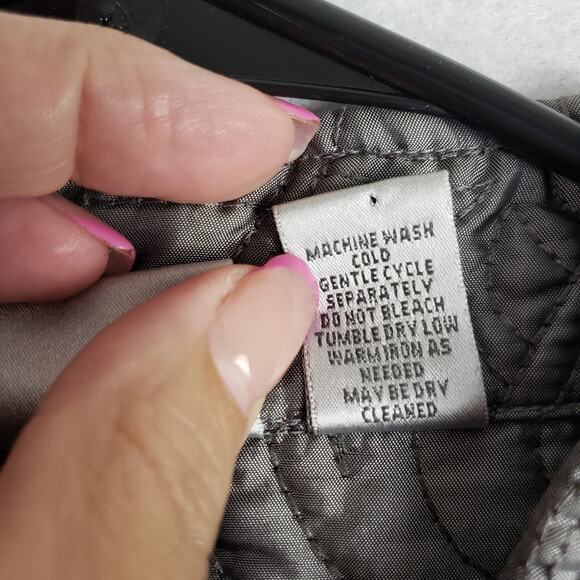 MACHINE WASH
COLD
GENTLE CYCLE
SEPARATELY
DO NOT BLEACH
TUMBLE DRY LOW
WARM IRON AS
NEEDED
MAY BE DRY
CLEANED